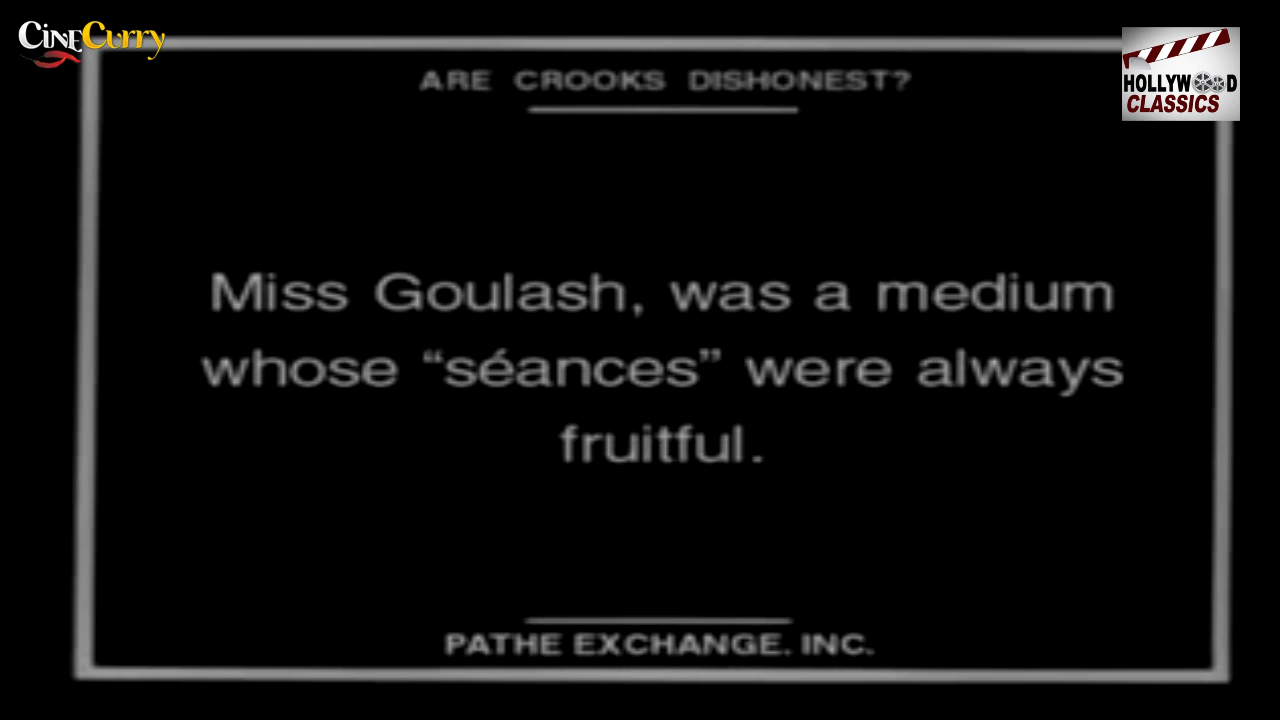 CINECURRY
HOLLYWOOD
CLASSICS
ARE CROOKS DISHONEST?
Miss Goulash, was a medium
whose “séances” were always
fruitful.
PATHE EXCHANGE. INC.